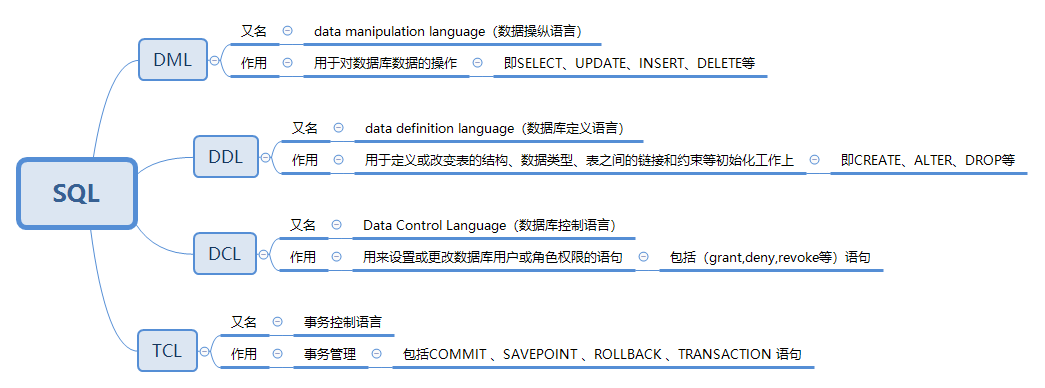 SQL
DML
又名 data manipulation language（数据操纵语言）
作用 用于对数据库数据的操作 即SELECT、UPDATE、INSERT、DELETE等
DDL
又名 data definition language（数据库定义语言）
作用 用于定义或改变表的结构、数据类型、表之间的链接和约束等初始化工作上 即CREATE、ALTER、DROP等
DCL
又名 Data Control Language（数据库控制语言）
作用 用来设置或更改数据库用户或角色权限的语句 包括（grant,deny,revoke等）语句
TCL
又名 事务控制语言
作用 事务管理 包括COMMIT 、SAVEPOINT 、ROLLBACK 、TRANSACTION 语句